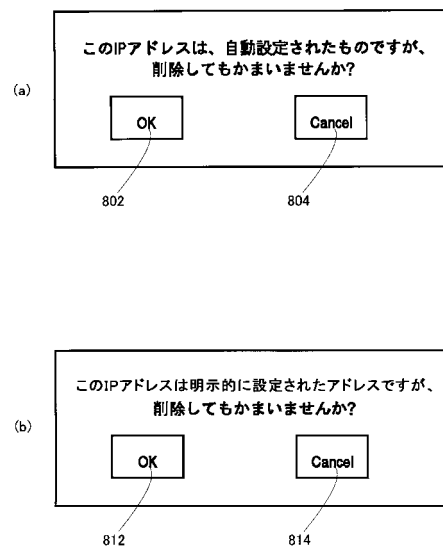 (a)
このIPアドレスは、自動設定されたものですが、
削除してもかまいませんか?
OK
Cancel
802
804
(b)
このIPアドレスは明示的に設定されたアドレスですが、
削除してもかまいませんか?
OK
Cancel
812
814